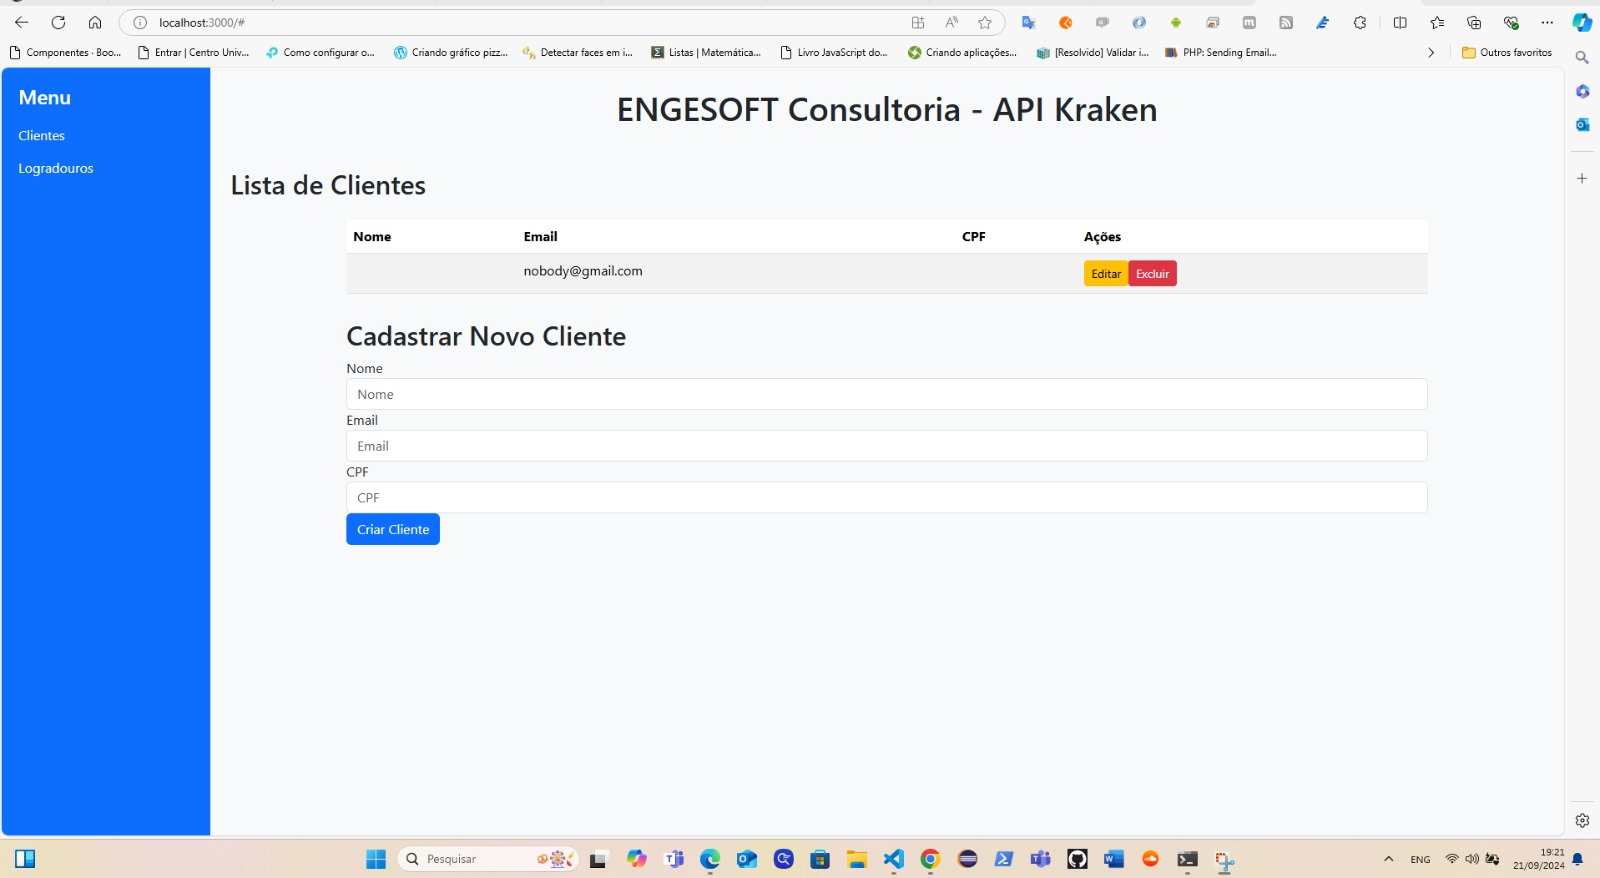 localhost:3000/#
Componentes · Boo... Entrar | Centro Univ... Como configurar o... Criando gráfico pizz... Detectar faces em i... Listas | Matemática... Livro JavaScript do... Criando aplicações... [Resolvido] Validar i... PHP: Sending Email... Outros favoritos
Menu
Clientes
Logradouros
ENGESOFT Consultoria - API Kraken
Lista de Clientes
Nome Email CPF Ações
nobody@gmail.com Editar Excluir
Cadastrar Novo Cliente
Nome
Nome
Email
Email
CPF
CPF
Criar Cliente
Pesquisar
ENG
19:21
21/09/2024